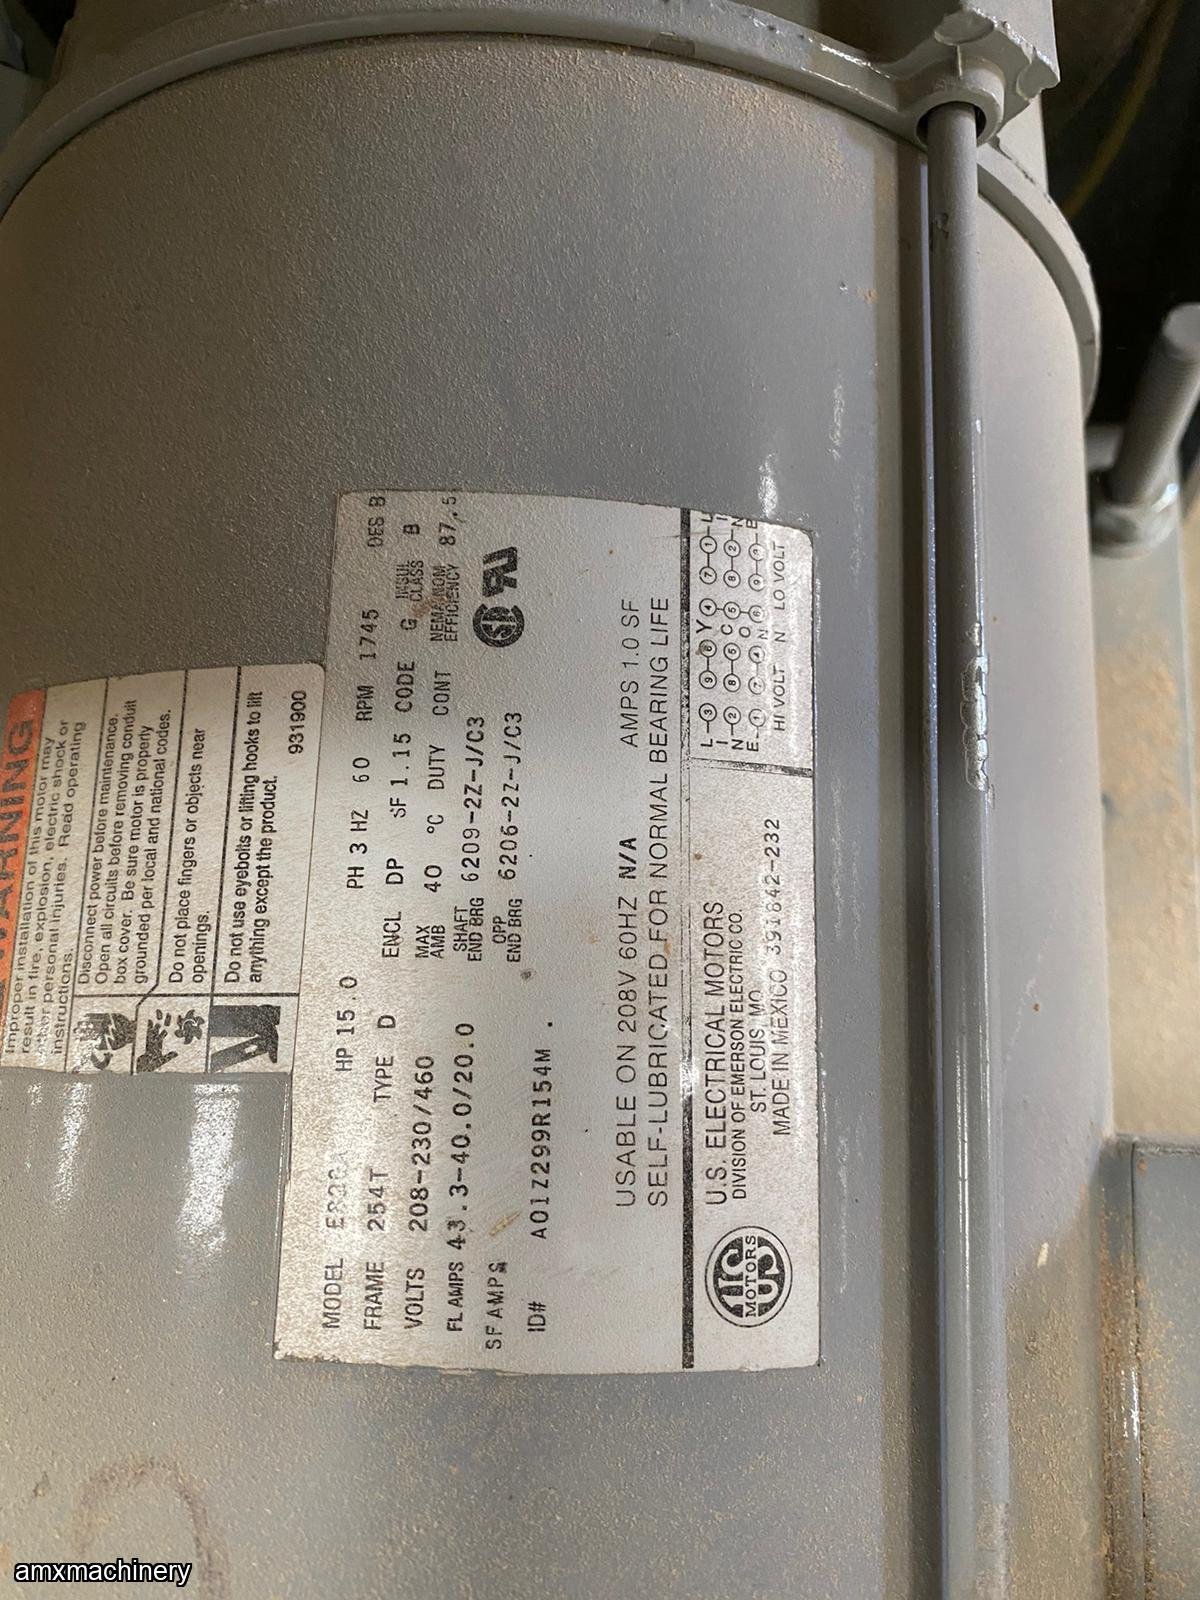 WARNING
Improper installation of this motor may
result in fire, explosion, electric shock or
other personal injuries. Read operating
instructions.
Disconnect power before maintenance.
Open all circuits before removing conduit
box cover. Be sure motor is properly
grounded per local and national codes.
Do not place fingers or objects near
openings.
Do not use eyebolts or lifting hooks to lift
anything except the product.
931900
MODEL HP 15.0 PH 3 HZ 60 RPM 1745 DES B
FRAME 254T TYPE D ENCL DP SF 1.15 CODE G INSUL CLASS B
VOLTS 208-230/460 MAX AMB 40 °C DUTY CONT NEMA NOM EFFICIENCY 87.5
FL AMPS 43.3-40.0/20.0 SHAFT END BRG 6209-2Z-J/C3
SF AMPS OPP END BRG 6206-2Z-J/C3
ID# A01Z299R154M
USABLE ON 208V 60HZ N/A AMPS 1.0 SF
SELF-LUBRICATED FOR NORMAL BEARING LIFE
U.S. ELECTRICAL MOTORS
DIVISION OF EMERSON ELECTRIC CO.
ST. LOUIS MO.
MADE IN MEXICO 391842-232
US MOTORS
HI VOLT LO VOLT
amxmachinery